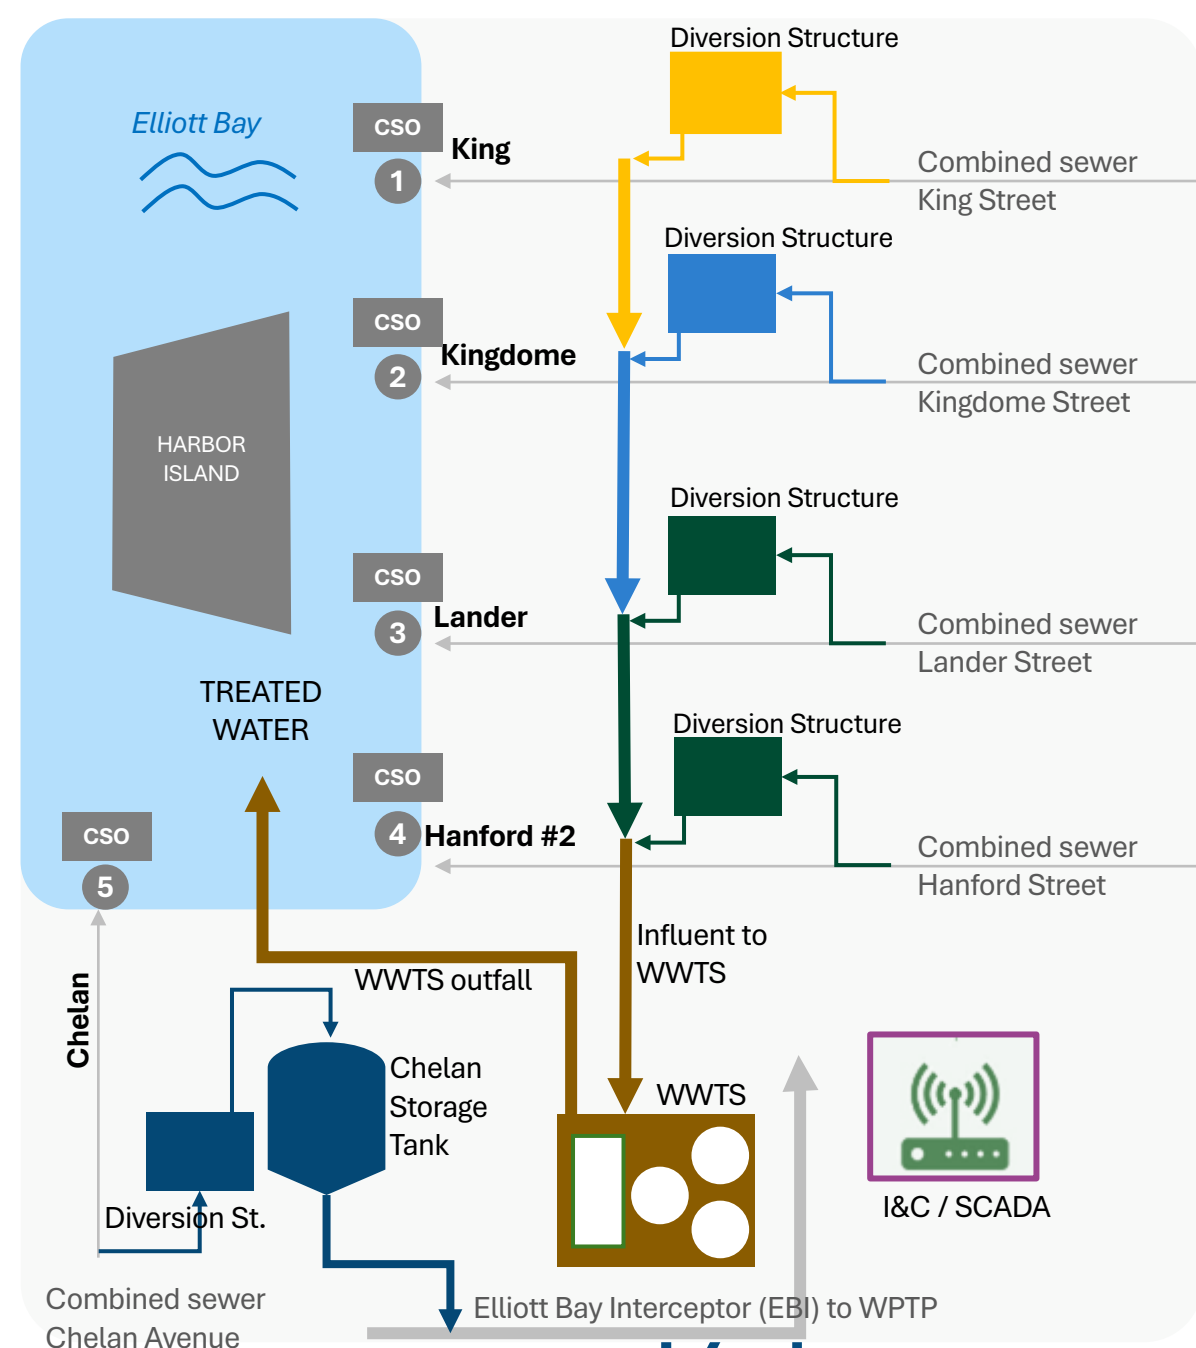 Diversion Structure
Elliott Bay
CSO
King
1
Combined sewer
King Street
Diversion Structure
CSO
Kingdome
2
Combined sewer
Kingdome Street
HARBOR
ISLAND
Diversion Structure
CSO
Lander
3
Combined sewer
Lander Street
TREATED
WATER
Diversion Structure
CSO
4
Hanford #2
Combined sewer
Hanford Street
CSO
5
Influent to
WWTS
WWTS outfall
Chelan
Chelan
Storage
Tank
WWTS
Diversion St.
I&C / SCADA
Combined sewer
Chelan Avenue
Elliott Bay Interceptor (EBI) to WPTP